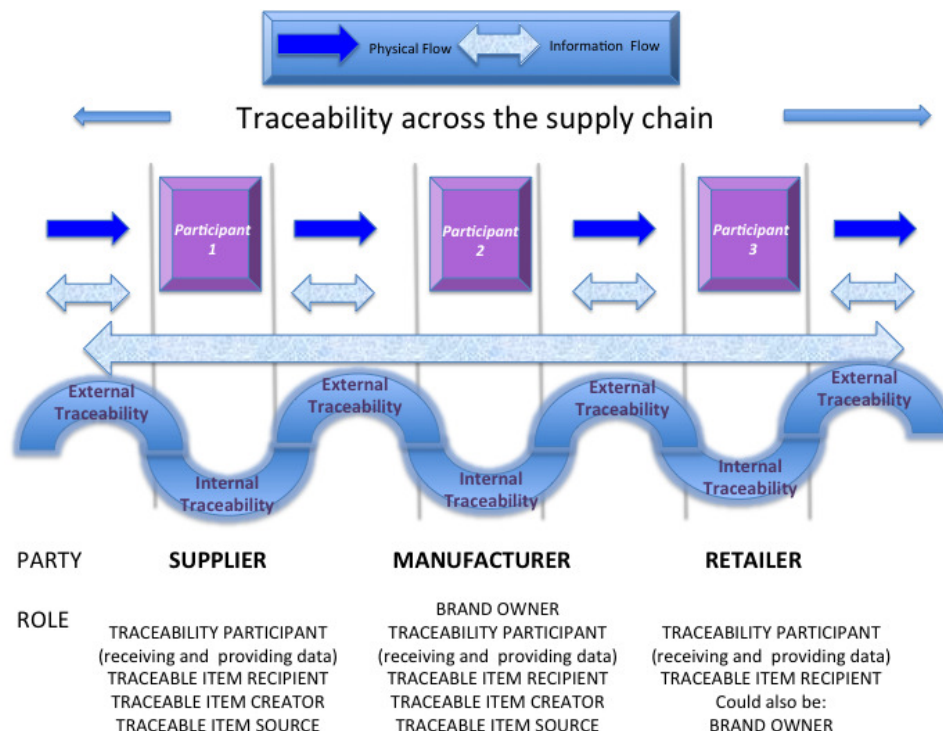 Physical Flow
Information Flow
Traceability across the supply chain
Participant
1
Participant
2
Participant
3
External
Traceability
External
Traceability
External
Traceability
External
Traceability
Internal
Traceability
Internal
Traceability
Internal
Traceability
PARTY
SUPPLIER
MANUFACTURER
RETAILER
ROLE
TRACEABILITY PARTICIPANT
(receiving and providing data)
TRACEABLE ITEM RECIPIENT
TRACEABLE ITEM CREATOR
TRACEABLE ITEM SOURCE
BRAND OWNER
TRACEABILITY PARTICIPANT
(receiving and providing data)
TRACEABLE ITEM RECIPIENT
TRACEABLE ITEM CREATOR
TRACEABLE ITEM SOURCE
TRACEABILITY PARTICIPANT
(receiving and providing data)
TRACEABLE ITEM RECIPIENT
Could also be:
BRAND OWNER